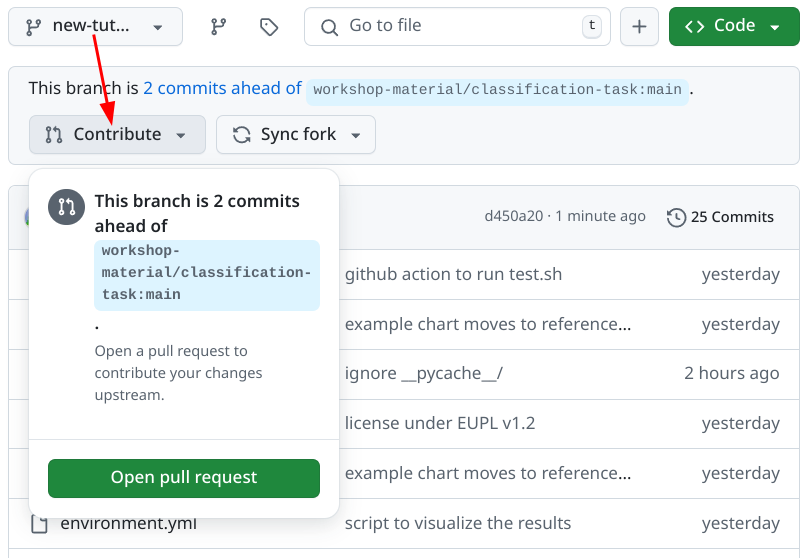 new-tut...
Go to file
t
Code
This branch is 2 commits ahead of workshop-material/classification-task:main .
Contribute
Sync fork
This branch is 2 commits
ahead of
workshop-
material/classification-
task:main
.
Open a pull request to
contribute your changes
upstream.
Open pull request
d450a20 · 1 minute ago
25 Commits
github action to run test.sh yesterday
example chart moves to reference... yesterday
ignore __pycache__/ 2 hours ago
license under EUPL v1.2 yesterday
example chart moves to reference... yesterday
environment.yml script to visualize the results yesterday